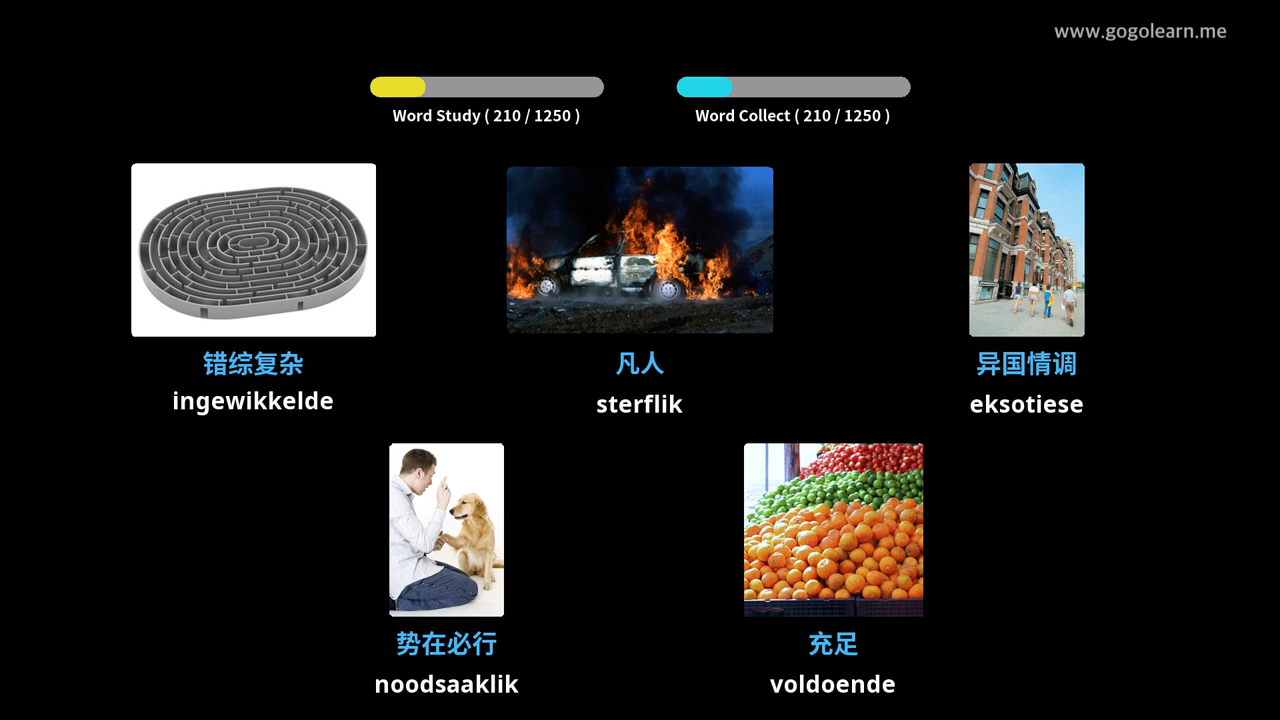 www.gogolearn.me
Word Study ( 210 / 1250 )
Word Collect ( 210 / 1250 )
错综复杂
ingewikkelde
凡人
sterflik
异国情调
eksotiese
势在必行
noodsaaklik
充足
voldoende